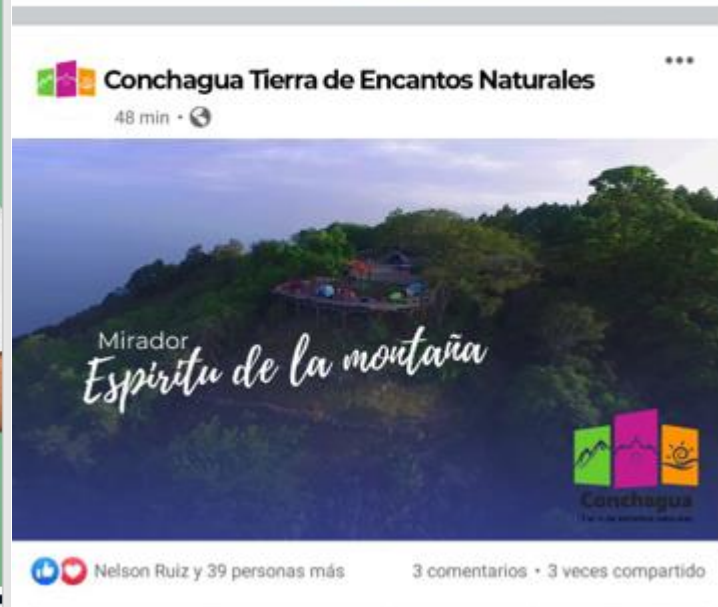 Conchagua Tierra de Encantos Naturales
48 min •
Mirador
Espiritu de la montaña
Conchagua
Nelson Ruiz y 39 personas más
3 comentarios • 3 veces compartido